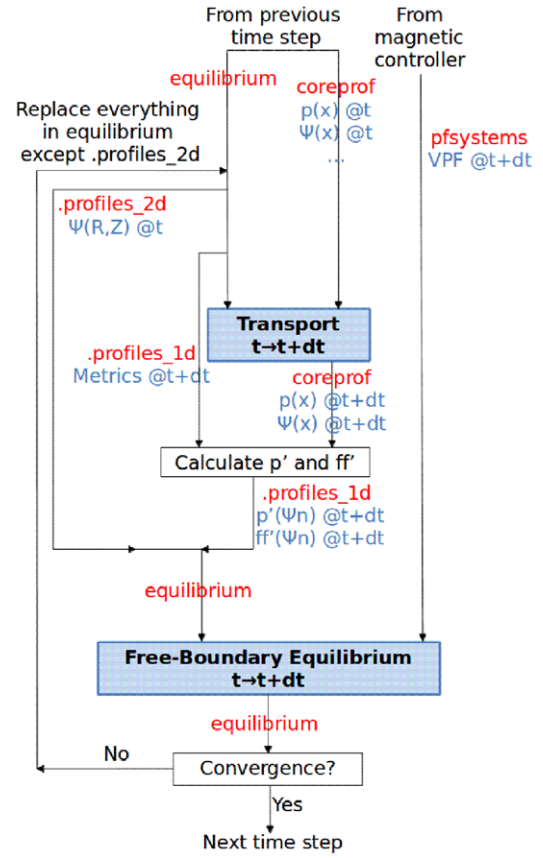 From previous
time step
From
magnetic
controller
equilibrium
coreprof
p(x) @t
Ψ(x) @t
...
Replace everything
in equilibrium
except .profiles_2d
pfsystems
VPF @t+dt
.profiles_2d
Ψ(R,Z) @t
Transport
t→t+dt
.profiles_1d
Metrics @t+dt
coreprof
p(x) @t+dt
Ψ(x) @t+dt
Calculate p' and ff'
.profiles_1d
p'(Ψn) @t+dt
ff'(Ψn) @t+dt
equilibrium
Free-Boundary Equilibrium
t→t+dt
equilibrium
No
Convergence?
Yes
Next time step